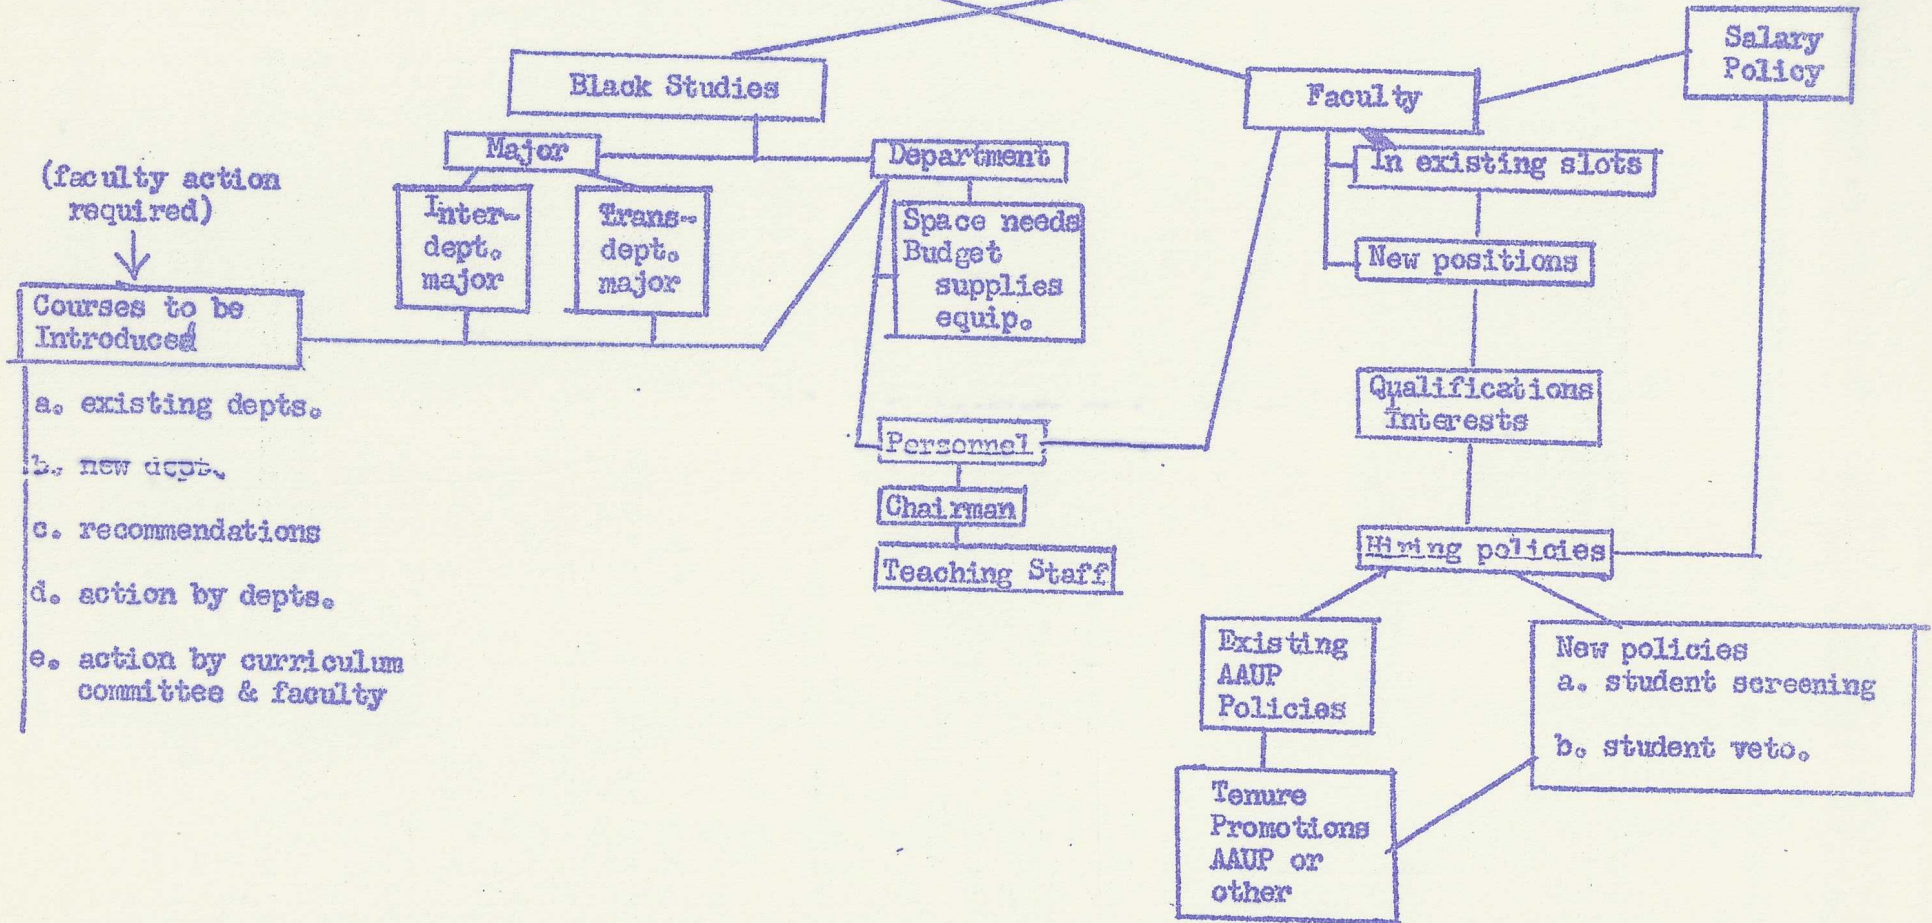 Black Studies
Major
Department
Inter-
dept.
major
Trans-
dept.
major
Space needs
Budget
supplies
equip.
(faculty action
required)
Courses to be
Introduced
a. existing depts.
b. new dept.
c. recommendations
d. action by depts.
e. action by curriculum
committee & faculty
Personnel
Chairman
Teaching Staff
Faculty
Salary
Policy
In existing slots
New positions
Qualifications
Interests
Hiring policies
Existing
AAUP
Policies
New policies
a. student screening
b. student veto.
Tenure
Promotions
AAUP or
other